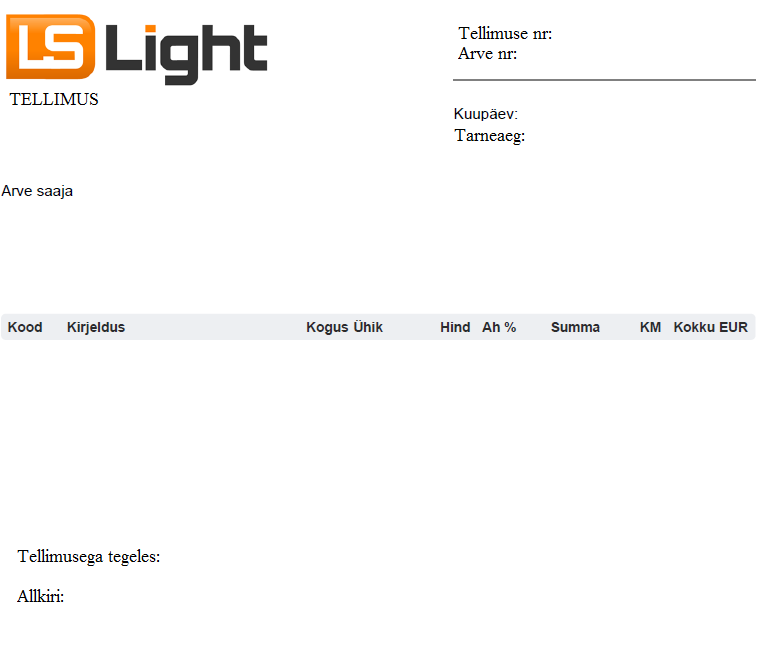 LS Light
TELLIMUS
Tellimuse nr:
Arve nr:
Kuupäev:
Tarneaeg:
Arve saaja
Kood Kirjeldus Kogus Ühik Hind Ah % Summa KM Kokku EUR
Tellimusega tegeles:
Allkiri: